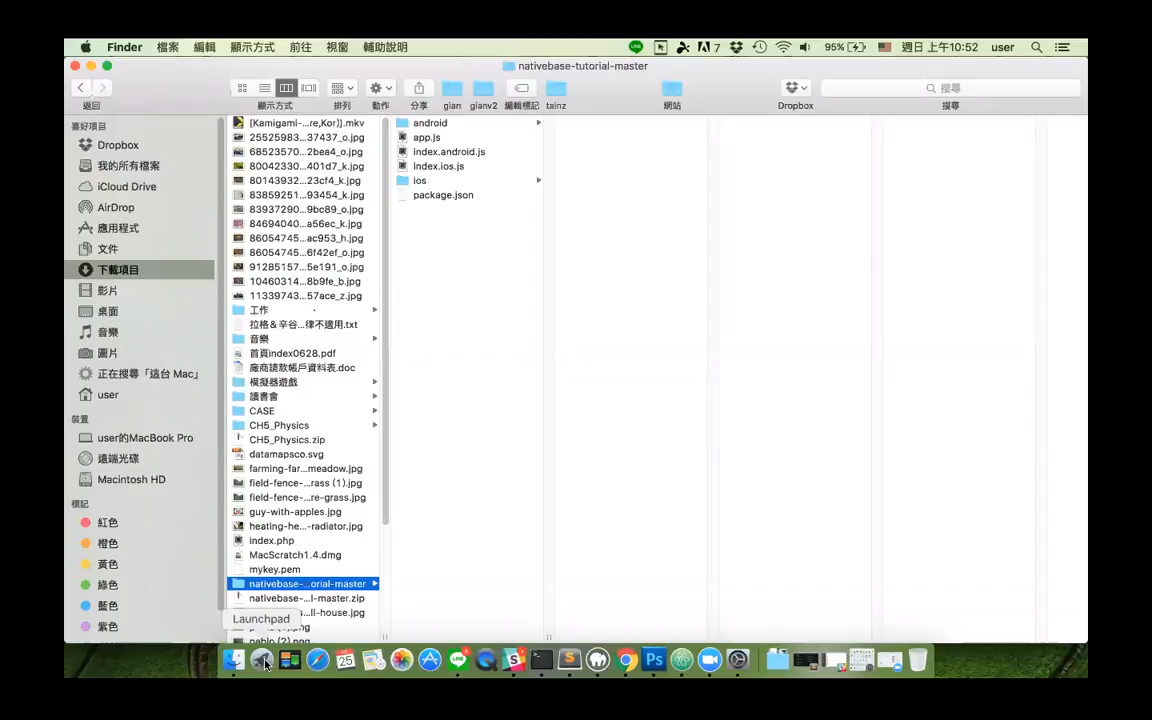 Finder 檔案 編輯 顯示方式 前往 視窗 輔助說明 7 95% 週日 上午10:52 user
nativebase-tutorial-master
返回 顯示方式 排列 動作 分享 gian gianv2 編輯標記 tainz 網站 Dropbox 搜尋
搜尋
喜好項目
Dropbox
我的所有檔案
iCloud Drive
AirDrop
應用程式
文件
下載項目
影片
桌面
音樂
圖片
正在搜尋「這台 Mac」
user
裝置
user的MacBook Pro
遠端光碟
Macintosh HD
標記
紅色
橙色
黃色
綠色
藍色
紫色
[Kamigami-...re,Kor)].mkv
25525983...37437_o.jpg
68523570...2bea4_o.jpg
80042330...401d7_k.jpg
80143932...23cf4_k.jpg
83859251...93454_k.jpg
83937290...9bc89_o.jpg
84694040...a56ec_k.jpg
86054745...ac953_h.jpg
86054745...6f42ef_o.jpg
91285157...5e191_o.jpg
10460314...8b9fe_b.jpg
11339743...57ace_z.jpg
工作
拉格＆辛谷...律不適用.txt
音樂
首頁index0628.pdf
廠商請款帳戶資料表.doc
模擬器遊戲
讀書會
CASE
CH5_Physics
CH5_Physics.zip
datamapsco.svg
farming-far...meadow.jpg
field-fence-...rass (1).jpg
field-fence-...re-grass.jpg
guy-with-apples.jpg
heating-he...-radiator.jpg
index.php
MacScratch1.4.dmg
mykey.pem
nativebase-...orial-master
nativebase-...l-master.zip
ll-house.jpg
pablo (2).png
android
app.js
index.android.js
index.ios.js
ios
package.json
Launchpad
25